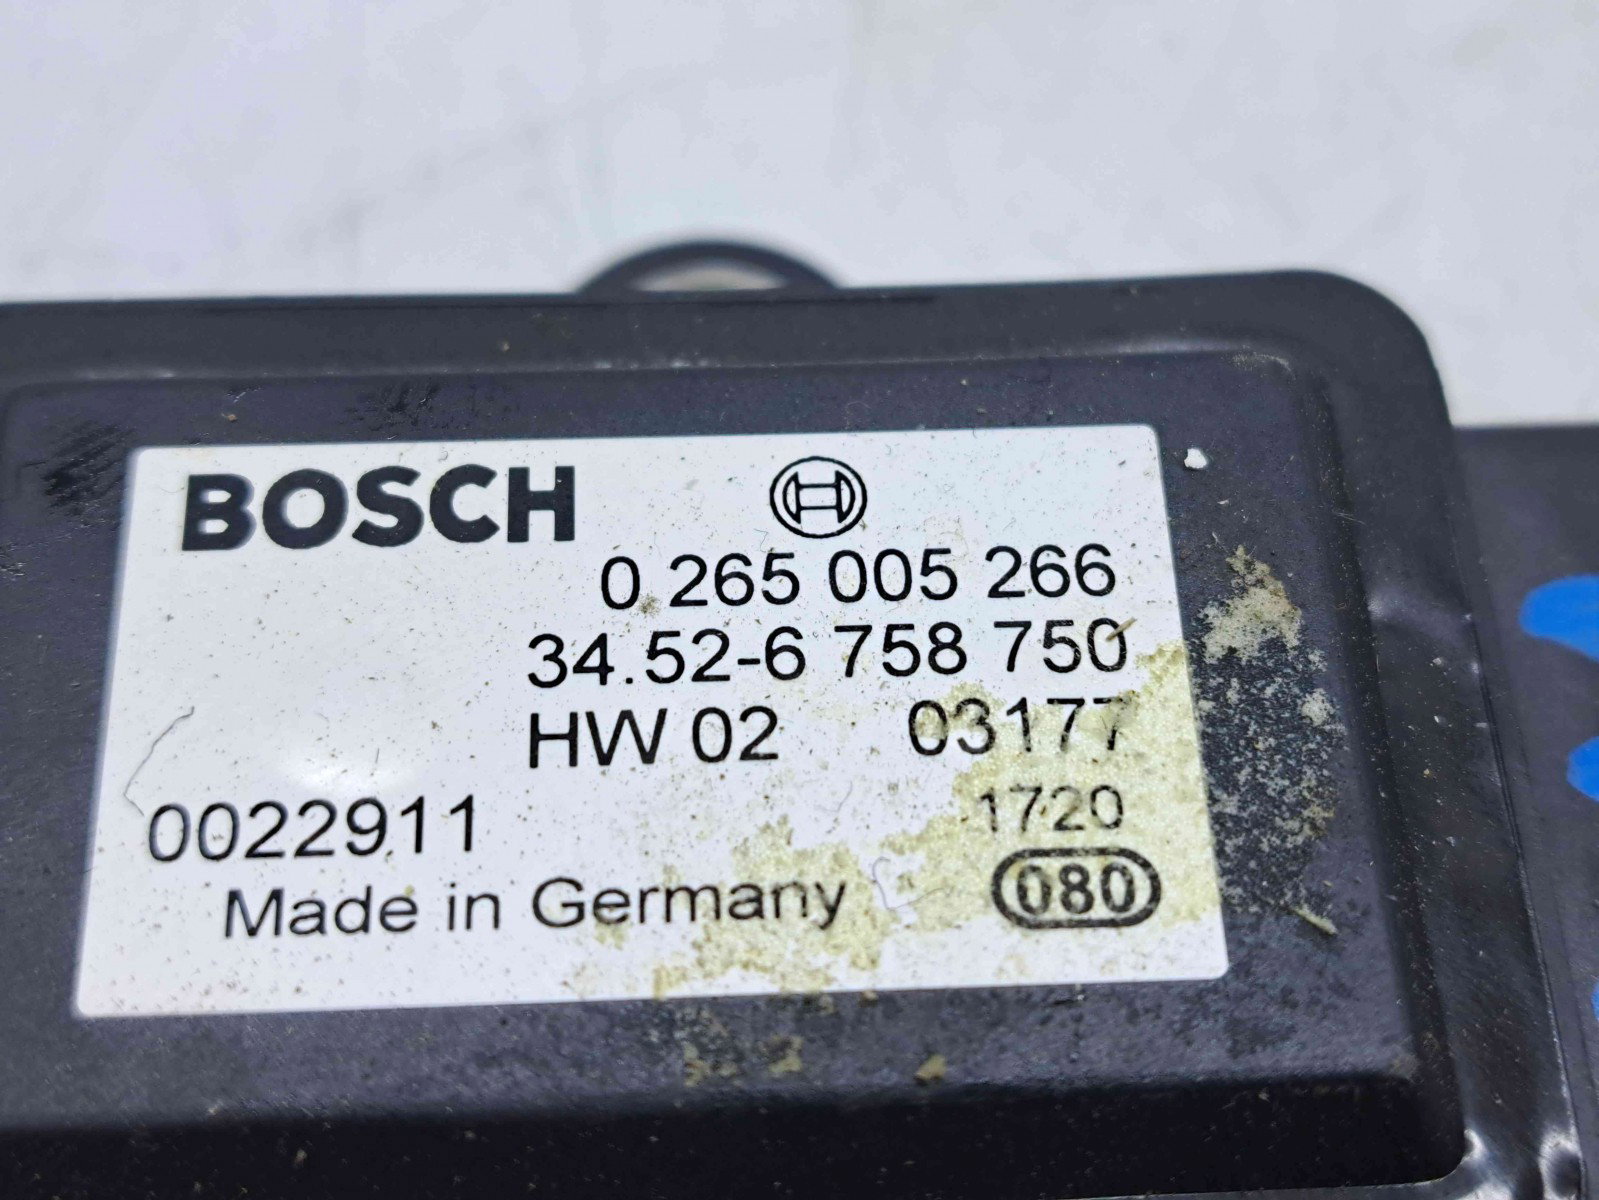 BOSCH
0 265 005 266
34.52-6 758 750
HW 02 03177
0022911 1720
Made in Germany 080